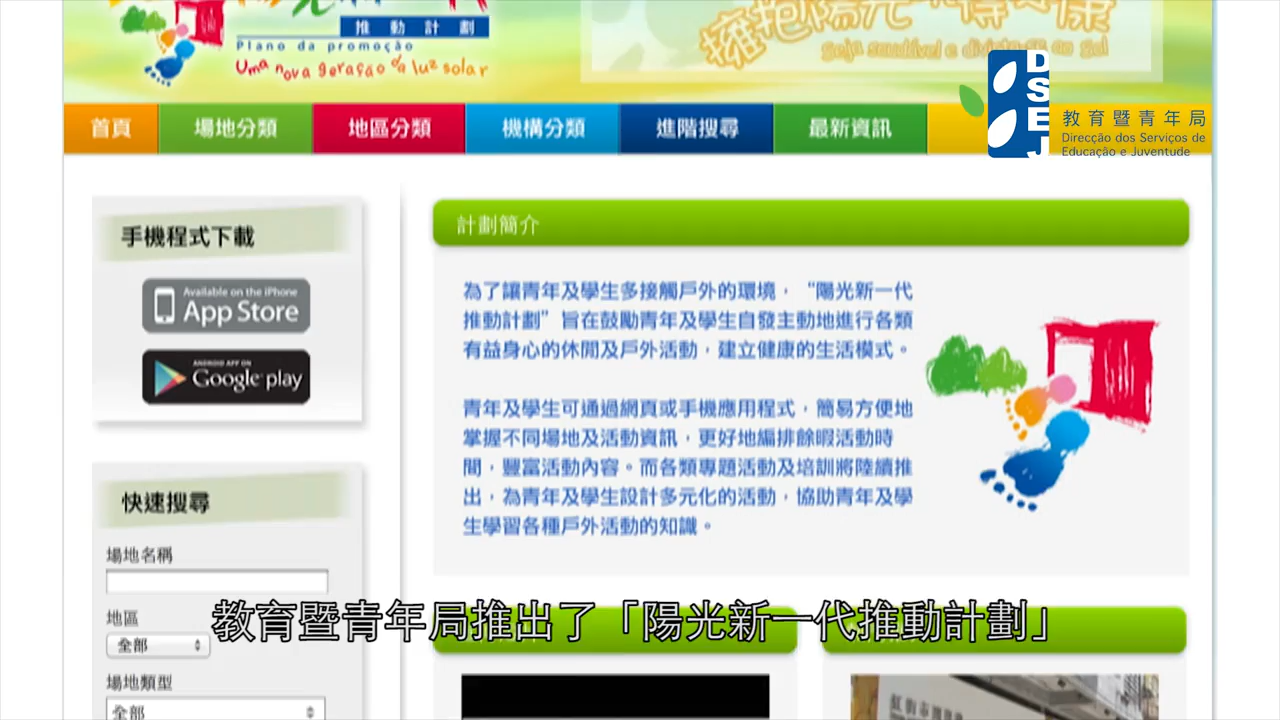 推動計劃
Plano da promoção
Uma nova geração da luz solar
擁抱陽光
Seja saudável e divirta-se ao Sol
首頁
場地分類
地區分類
機構分類
進階搜尋
最新資訊
DSEJ
教育暨青年局
Direcção dos Serviços de
Educação e Juventude
手機程式下載
Available on the iPhone
App Store
ANDROID APP ON
Google play
計劃簡介
為了讓青年及學生多接觸戶外的環境，“陽光新一代
推動計劃”旨在鼓勵青年及學生自發主動地進行各類
有益身心的休閒及戶外活動，建立健康的生活模式。
青年及學生可通過網頁或手機應用程式，簡易方便地
掌握不同場地及活動資訊，更好地編排餘暇活動時
間，豐富活動內容。而各類專題活動及培訓將陸續推
出，為青年及學生設計多元化的活動，協助青年及學
生學習各種戶外活動的知識。
快速搜尋
場地名稱
地區
全部
場地類型
全部
教育暨青年局推出了「陽光新一代推動計劃」